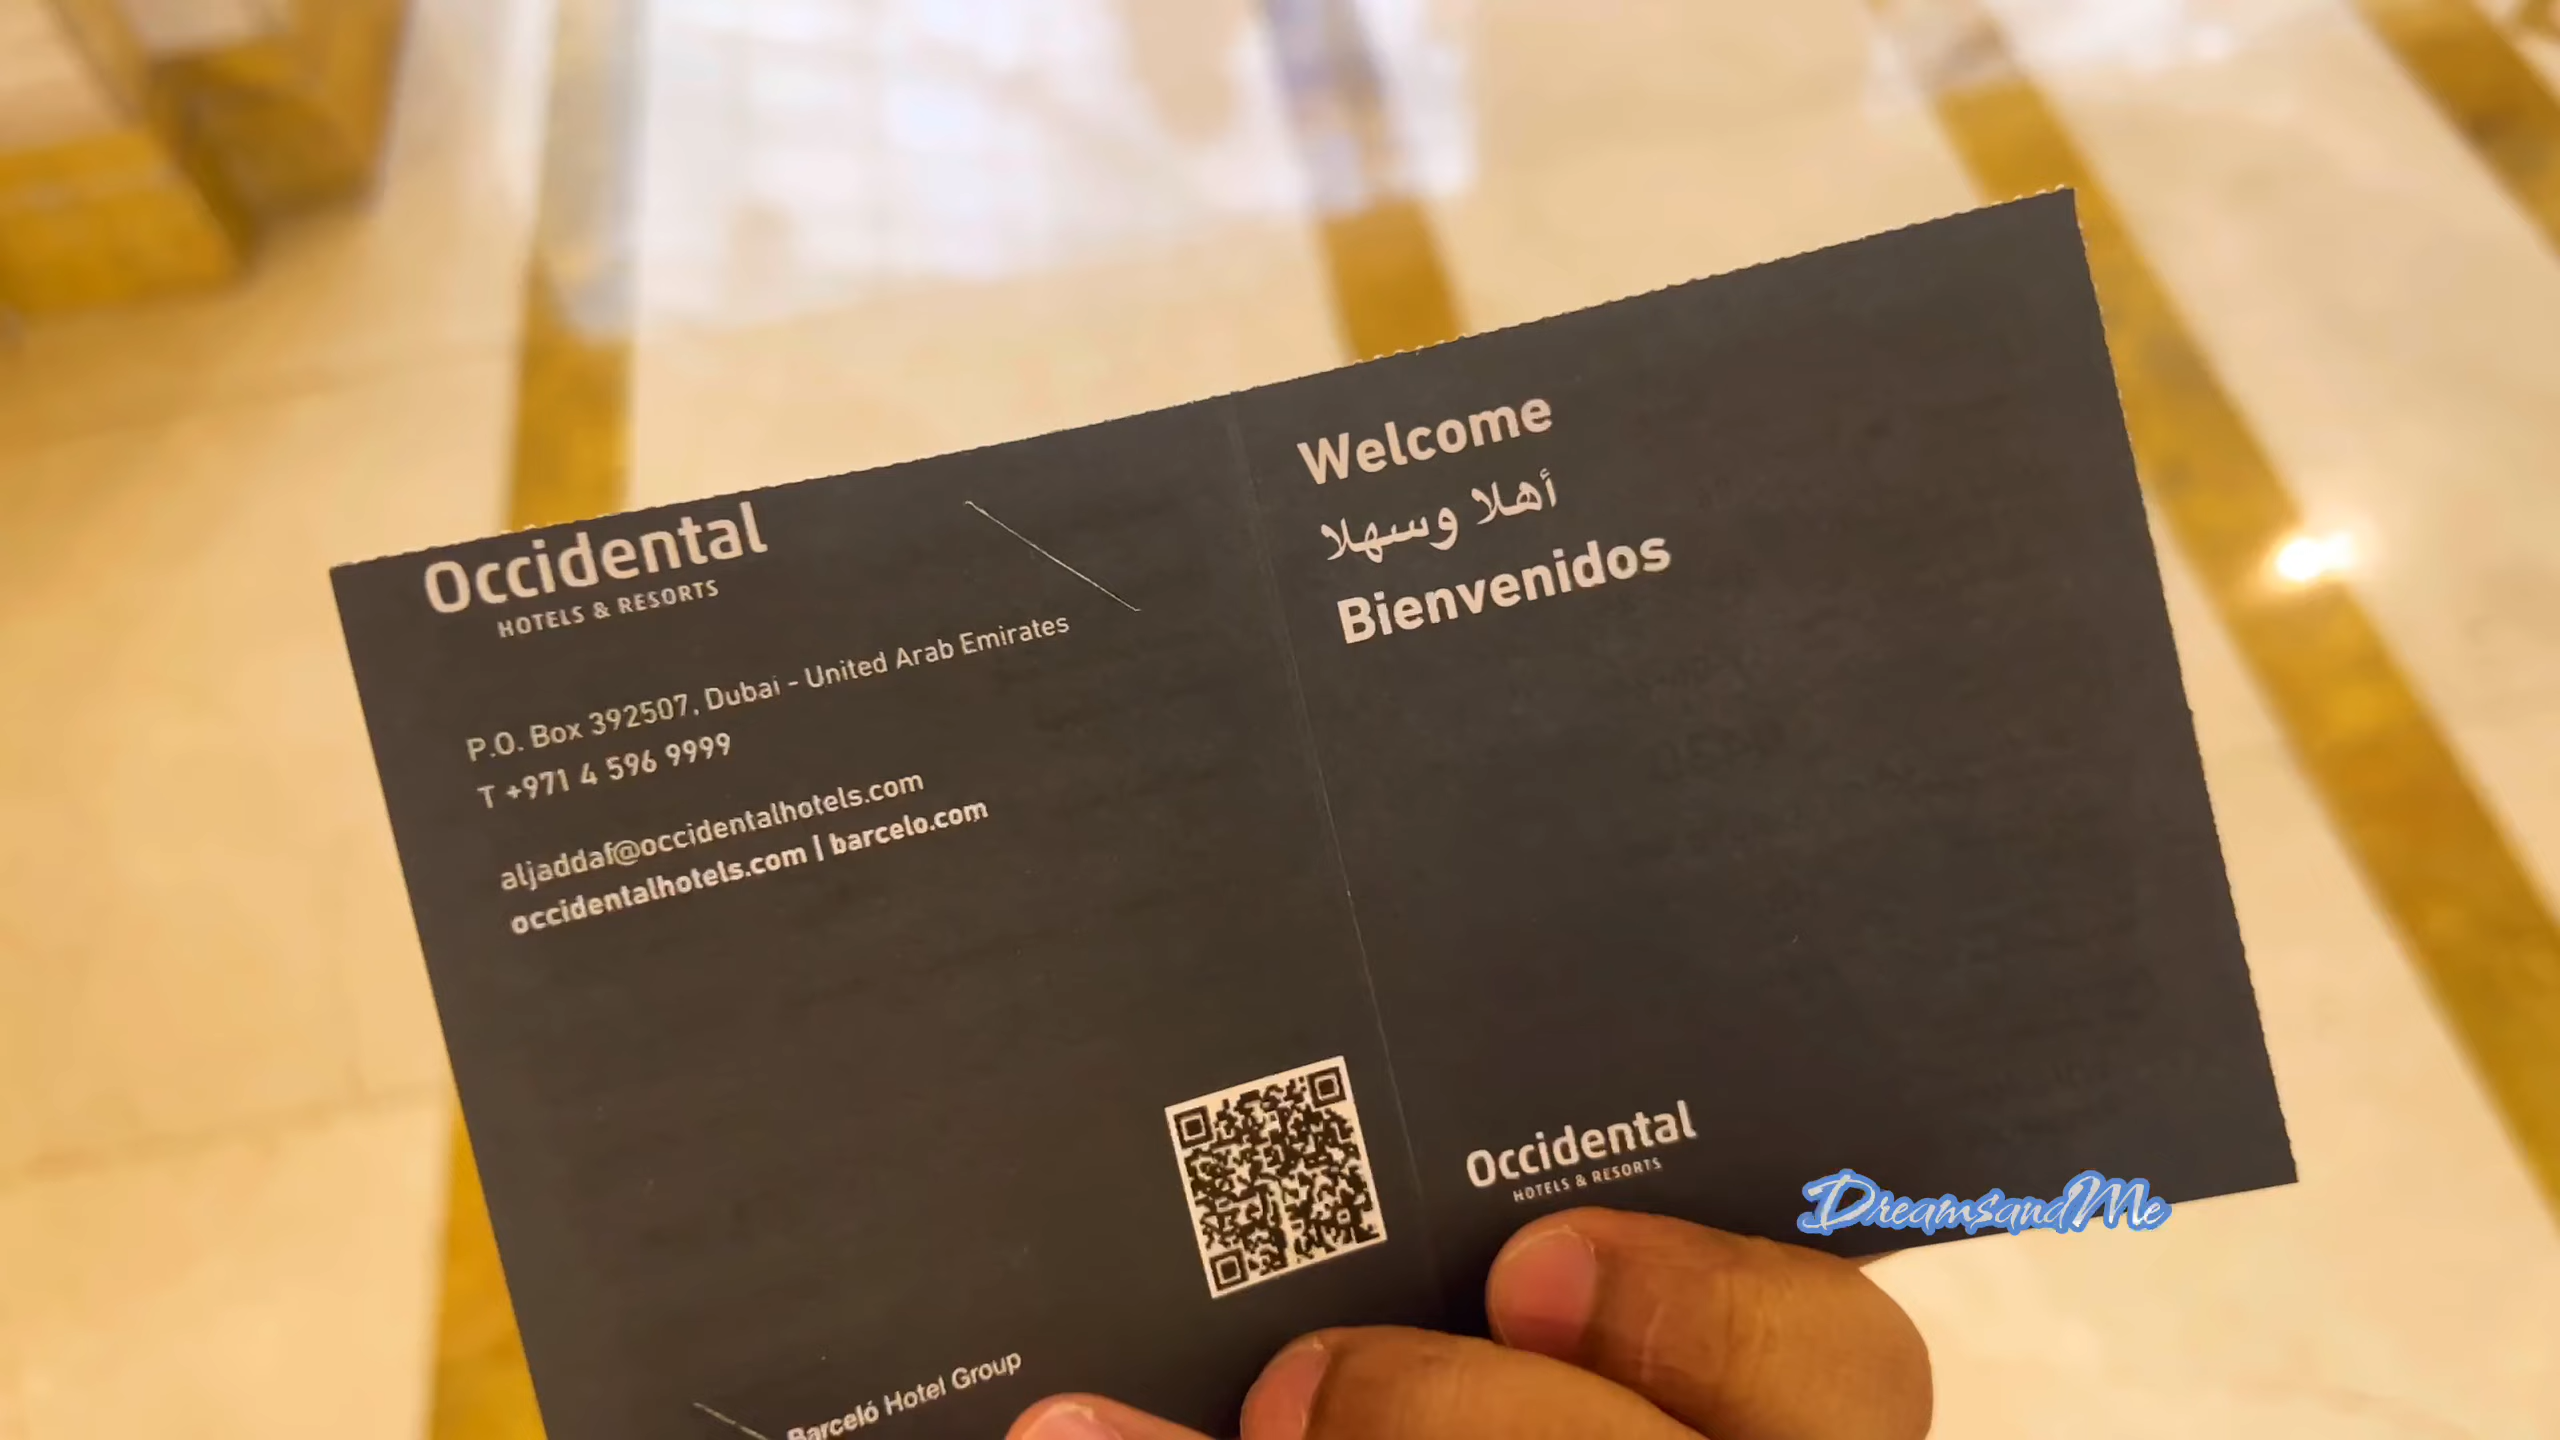 Occidental
HOTELS & RESORTS
P.O. Box 392507, Dubai - United Arab Emirates
T +971 4 596 9999
aljaddaf@occidentalhotels.com
occidentalhotels.com | barcelo.com
Barceló Hotel Group
Welcome
أهلا وسهلا
Bienvenidos
Occidental
HOTELS & RESORTS
DreamsandMe